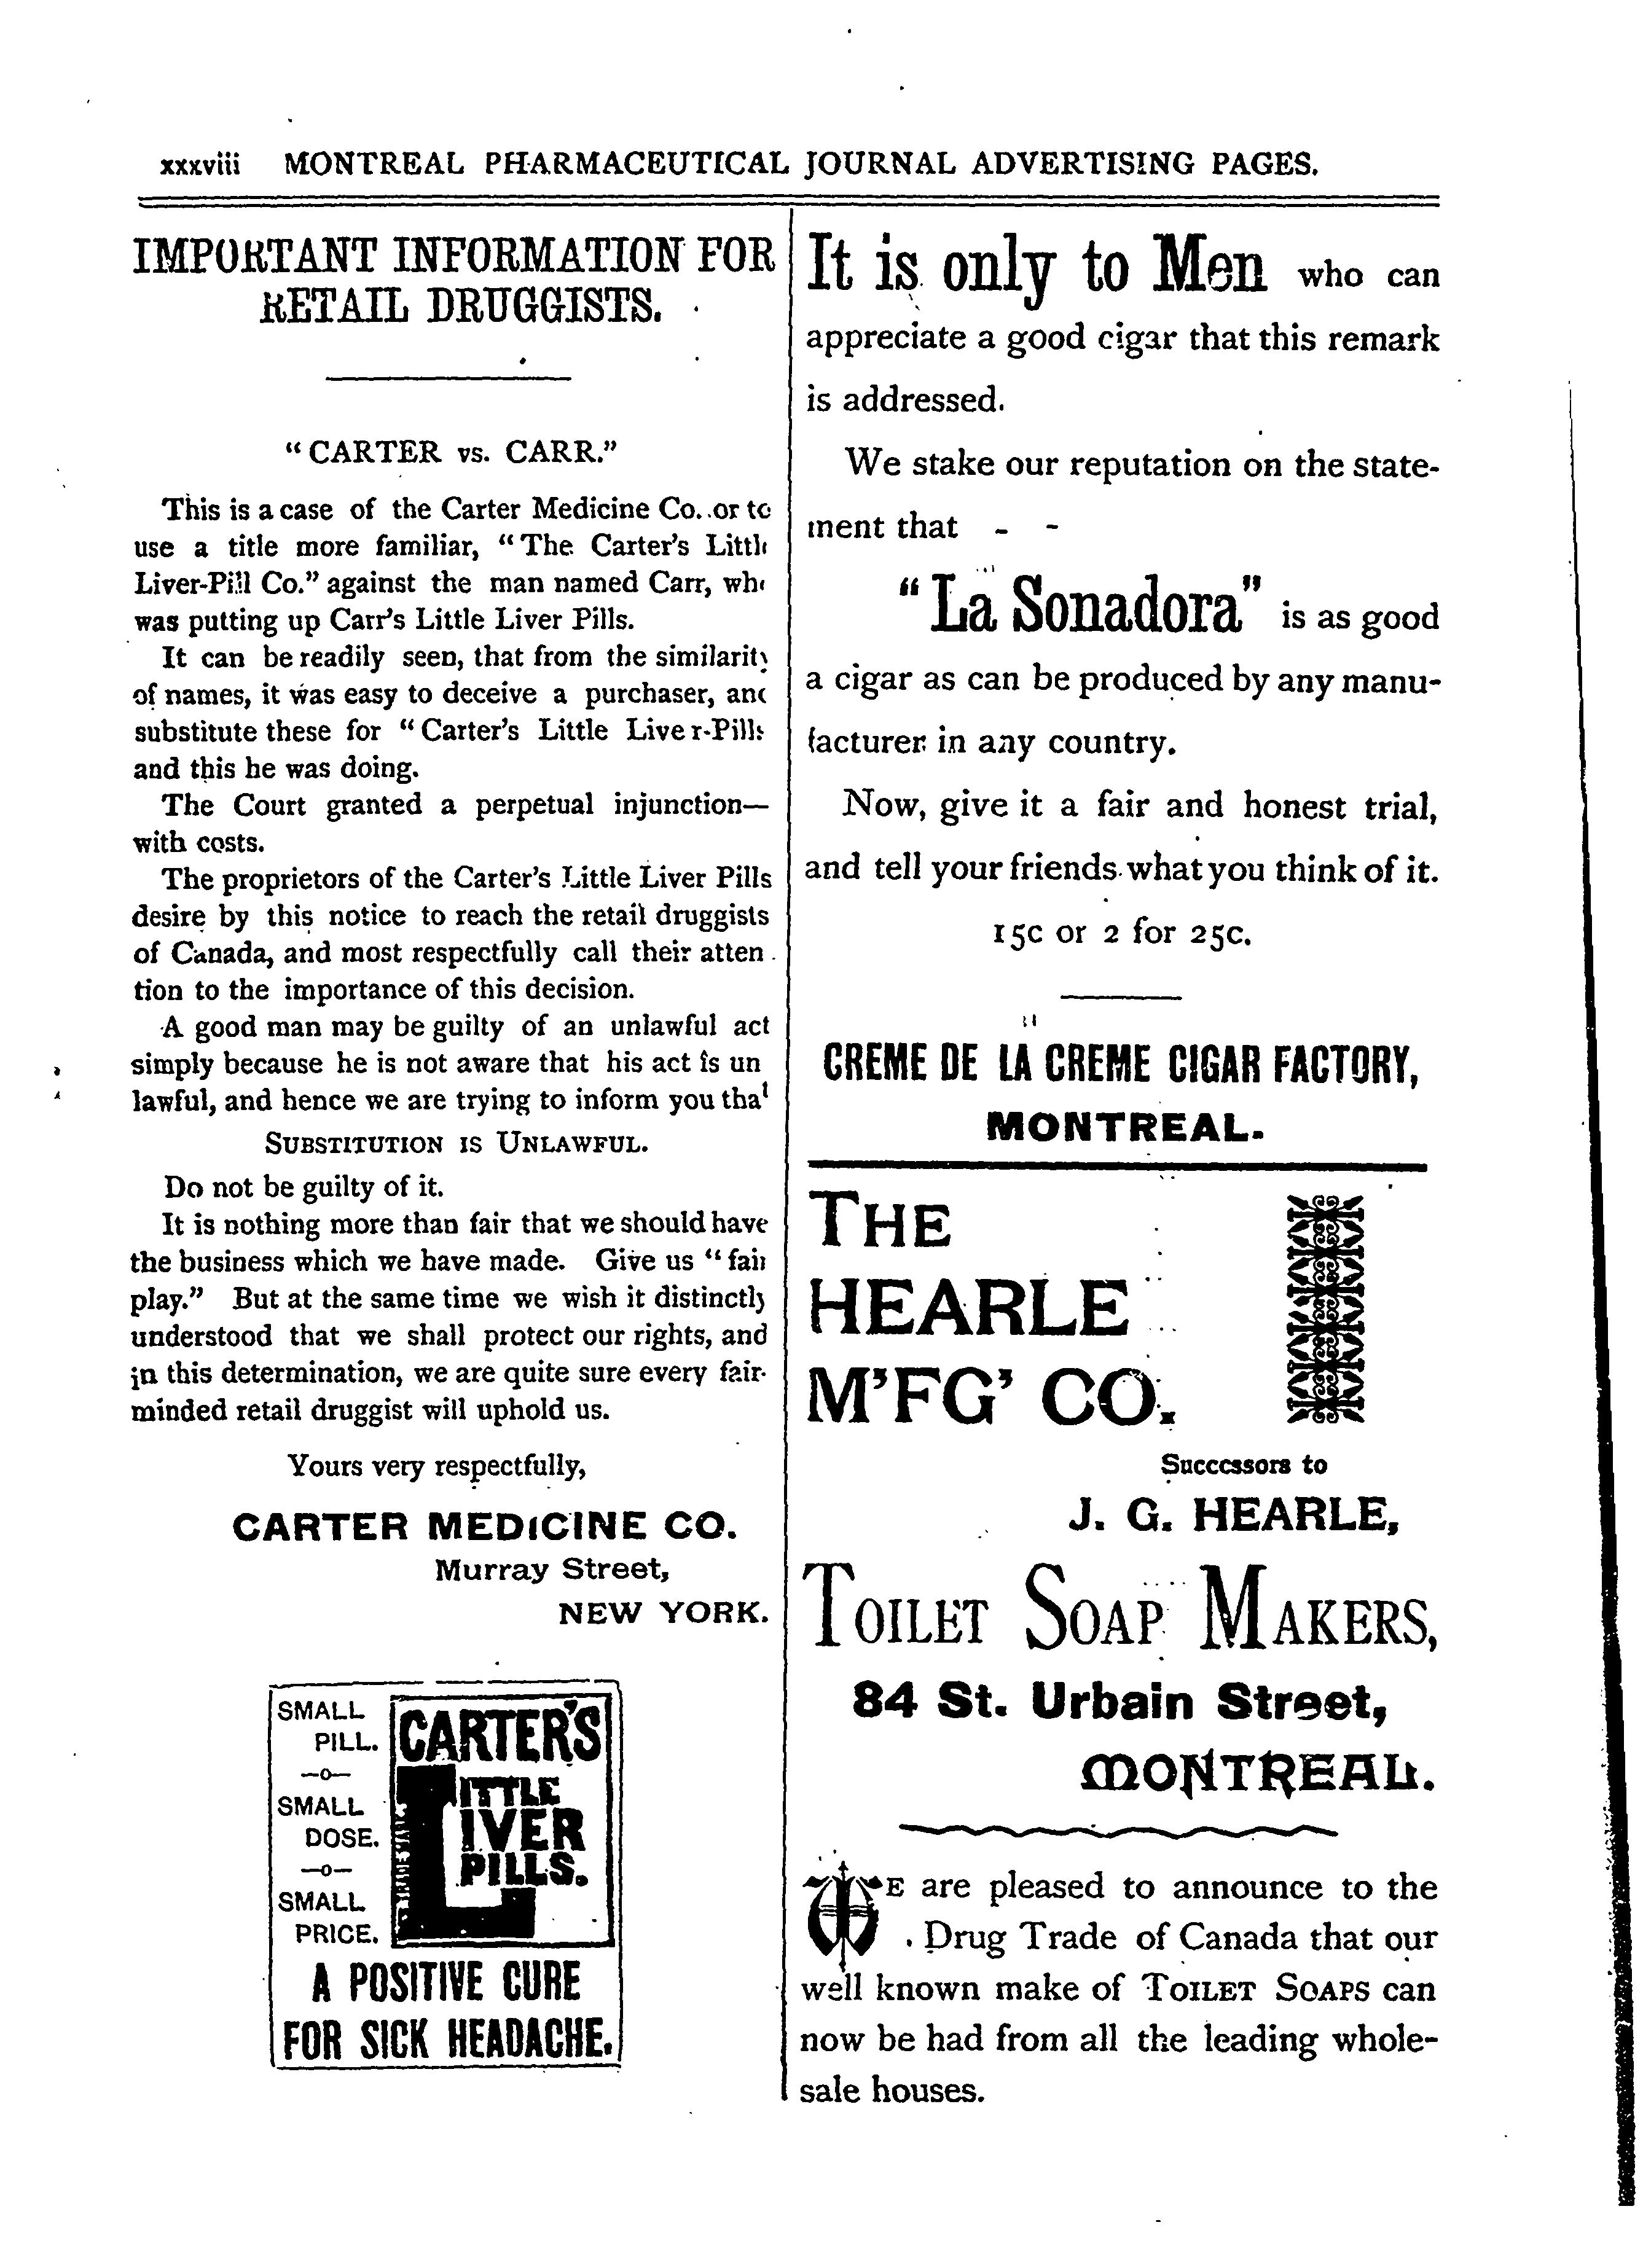 xxxviii MONTREAL PHARMACEUTICAL JOURNAL ADVERTISING PAGES.
IMPORTANT INFORMATION FOR
RETAIL DRUGGISTS.
"CARTER vs. CARR."
This is a case of the Carter Medicine Co. or to
use a title more familiar, "The Carter's Little
Liver-Pill Co." against the man named Carr, who
was putting up Carr's Little Liver Pills.
It can be readily seen, that from the similarity
of names, it was easy to deceive a purchaser, and
substitute these for "Carter's Little Liver-Pills
and this he was doing.
The Court granted a perpetual injunction—
with costs.
The proprietors of the Carter's Little Liver Pills
desire by this notice to reach the retail druggists
of Canada, and most respectfully call their atten-
tion to the importance of this decision.
A good man may be guilty of an unlawful act
simply because he is not aware that his act is un
lawful, and hence we are trying to inform you that
SUBSTITUTION IS UNLAWFUL.
Do not be guilty of it.
It is nothing more than fair that we should have
the business which we have made. Give us "fair
play." But at the same time we wish it distinctly
understood that we shall protect our rights, and
in this determination, we are quite sure every fair-
minded retail druggist will uphold us.
Yours very respectfully,
CARTER MEDICINE CO.
Murray Street,
NEW YORK.
SMALL
PILL.
—o—
SMALL
DOSE.
—o—
SMALL
PRICE.
CARTER'S
LITTLE
LIVER
PILLS.
TRADE MARK
A POSITIVE CURE
FOR SICK HEADACHE.
It is only to Men who can
appreciate a good cigar that this remark
is addressed.
We stake our reputation on the state-
ment that - -
"La Sonadora" is as good
a cigar as can be produced by any manu-
facturer in any country.
Now, give it a fair and honest trial,
and tell your friends what you think of it.
15c or 2 for 25c.
CREME DE LA CREME CIGAR FACTORY,
MONTREAL.
THE
HEARLE
M'FG' CO.
Successors to
J. G. HEARLE,
TOILET SOAP MAKERS,
84 St. Urbain Street,
MONTREAL.
WE are pleased to announce to the
Drug Trade of Canada that our
well known make of TOILET SOAPS can
now be had from all the leading whole-
sale houses.